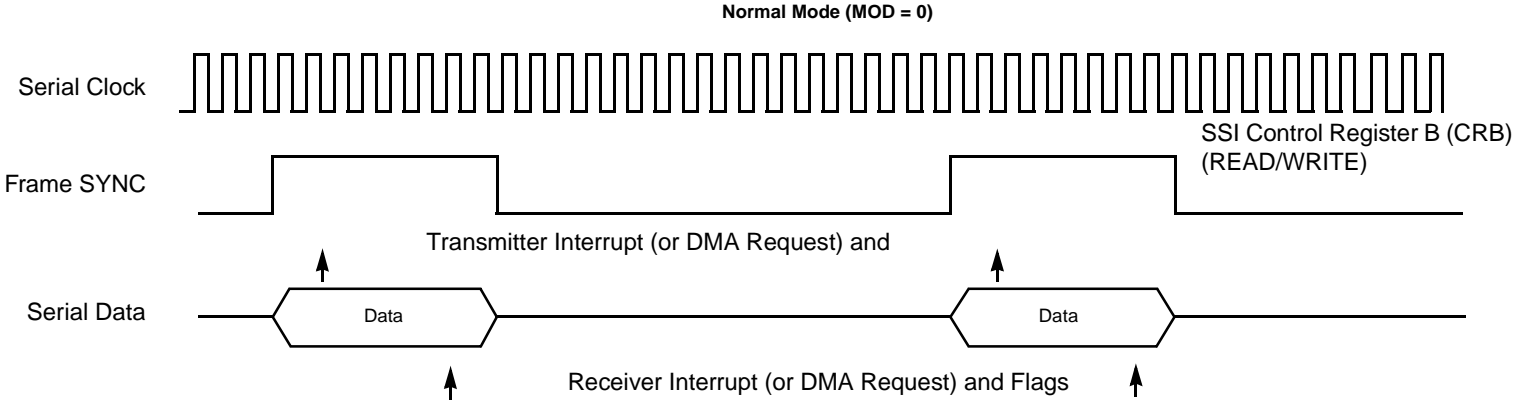 Normal Mode (MOD = 0)
Serial Clock
SSI Control Register B (CRB)
(READ/WRITE)
Frame SYNC
Transmitter Interrupt (or DMA Request) and
Serial Data
Data
Data
Receiver Interrupt (or DMA Request) and Flags